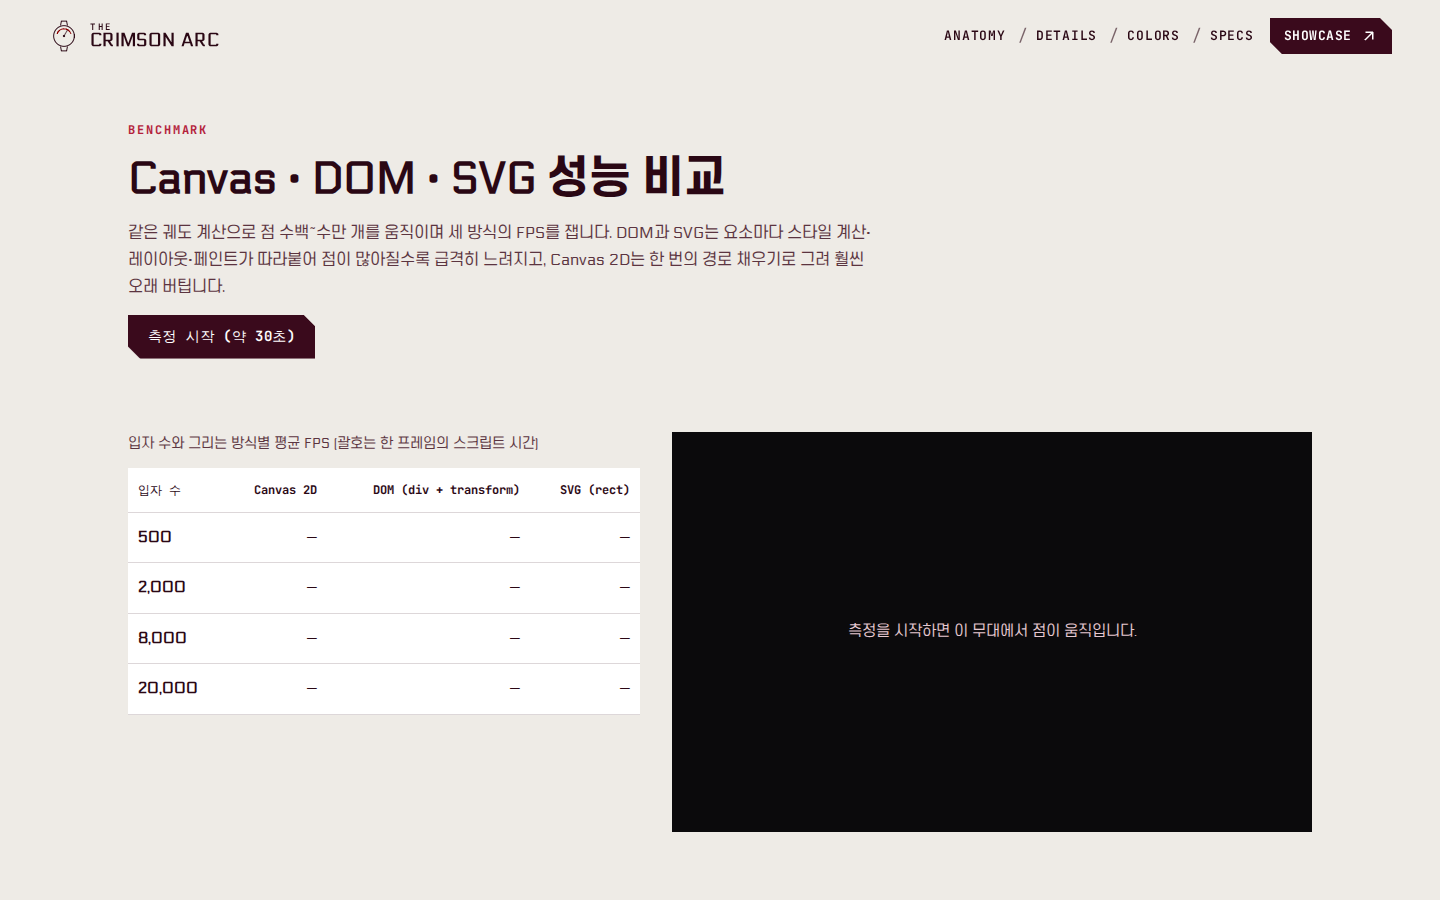 THE
CRIMSON ARC
ANATOMY / DETAILS / COLORS / SPECS
SHOWCASE
BENCHMARK
Canvas · DOM · SVG 성능 비교
같은 궤도 계산으로 점 수백~수만 개를 움직이며 세 방식의 FPS를 잽니다. DOM과 SVG는 요소마다 스타일 계산·
레이아웃·페인트가 따라붙어 점이 많아질수록 급격히 느려지고, Canvas 2D는 한 번의 경로 채우기로 그려 훨씬
오래 버팁니다.
측정 시작 (약 30초)
입자 수와 그리는 방식별 평균 FPS (괄호는 한 프레임의 스크립트 시간)
입자 수 Canvas 2D DOM (div + transform) SVG (rect)
500 — — —
2,000 — — —
8,000 — — —
20,000 — — —
측정을 시작하면 이 무대에서 점이 움직입니다.